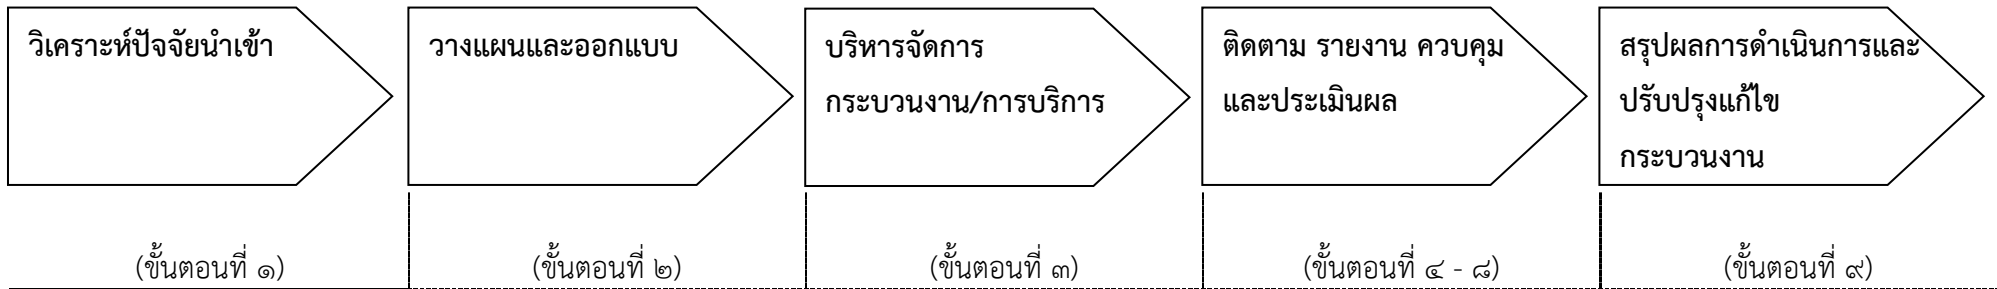 วิเคราะห์ปัจจัยนำเข้า
วางแผนและออกแบบ
บริหารจัดการ
กระบวนงาน/การบริการ
ติดตาม รายงาน ควบคุม
และประเมินผล
สรุปผลการดำเนินการและ
ปรับปรุงแก้ไข
กระบวนงาน
(ขั้นตอนที่ ๑)
(ขั้นตอนที่ ๒)
(ขั้นตอนที่ ๓)
(ขั้นตอนที่ ๔ - ๘)
(ขั้นตอนที่ ๙)